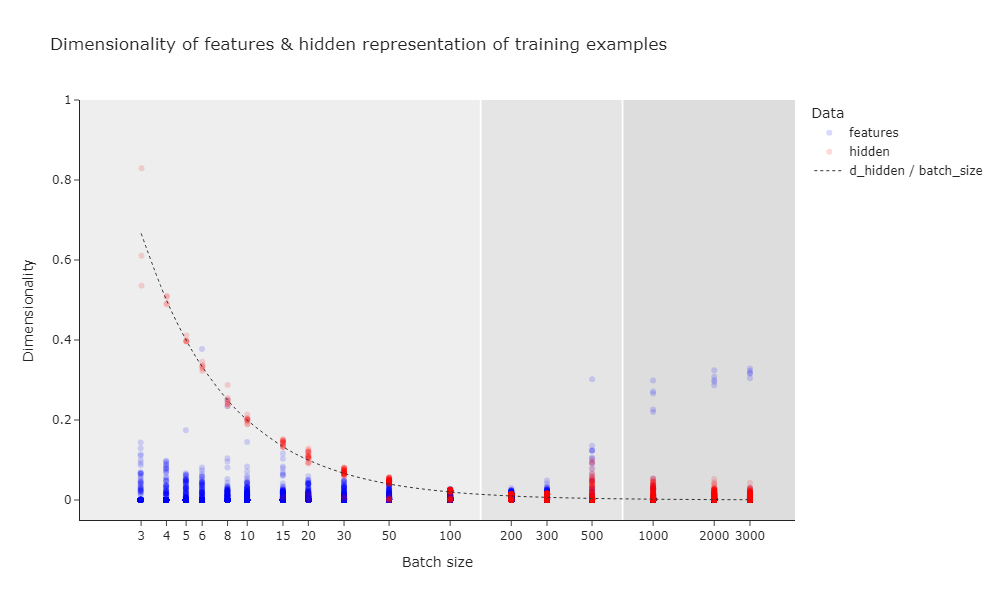 Dimensionality of features & hidden representation of training examples
Data
features
hidden
d_hidden / batch_size
Dimensionality
1
0.8
0.6
0.4
0.2
0
3 4 5 6 8 10 15 20 30 50 100 200 300 500 1000 2000 3000
Batch size